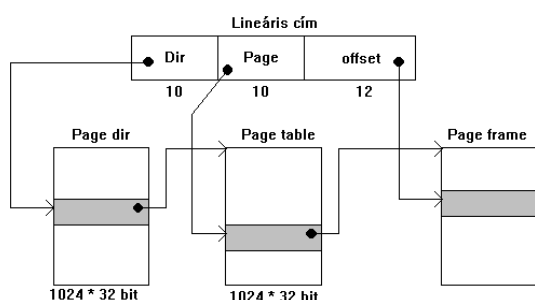 Lineáris cím
Dir Page offset
10 10 12
Page dir Page table Page frame
1024 * 32 bit 1024 * 32 bit